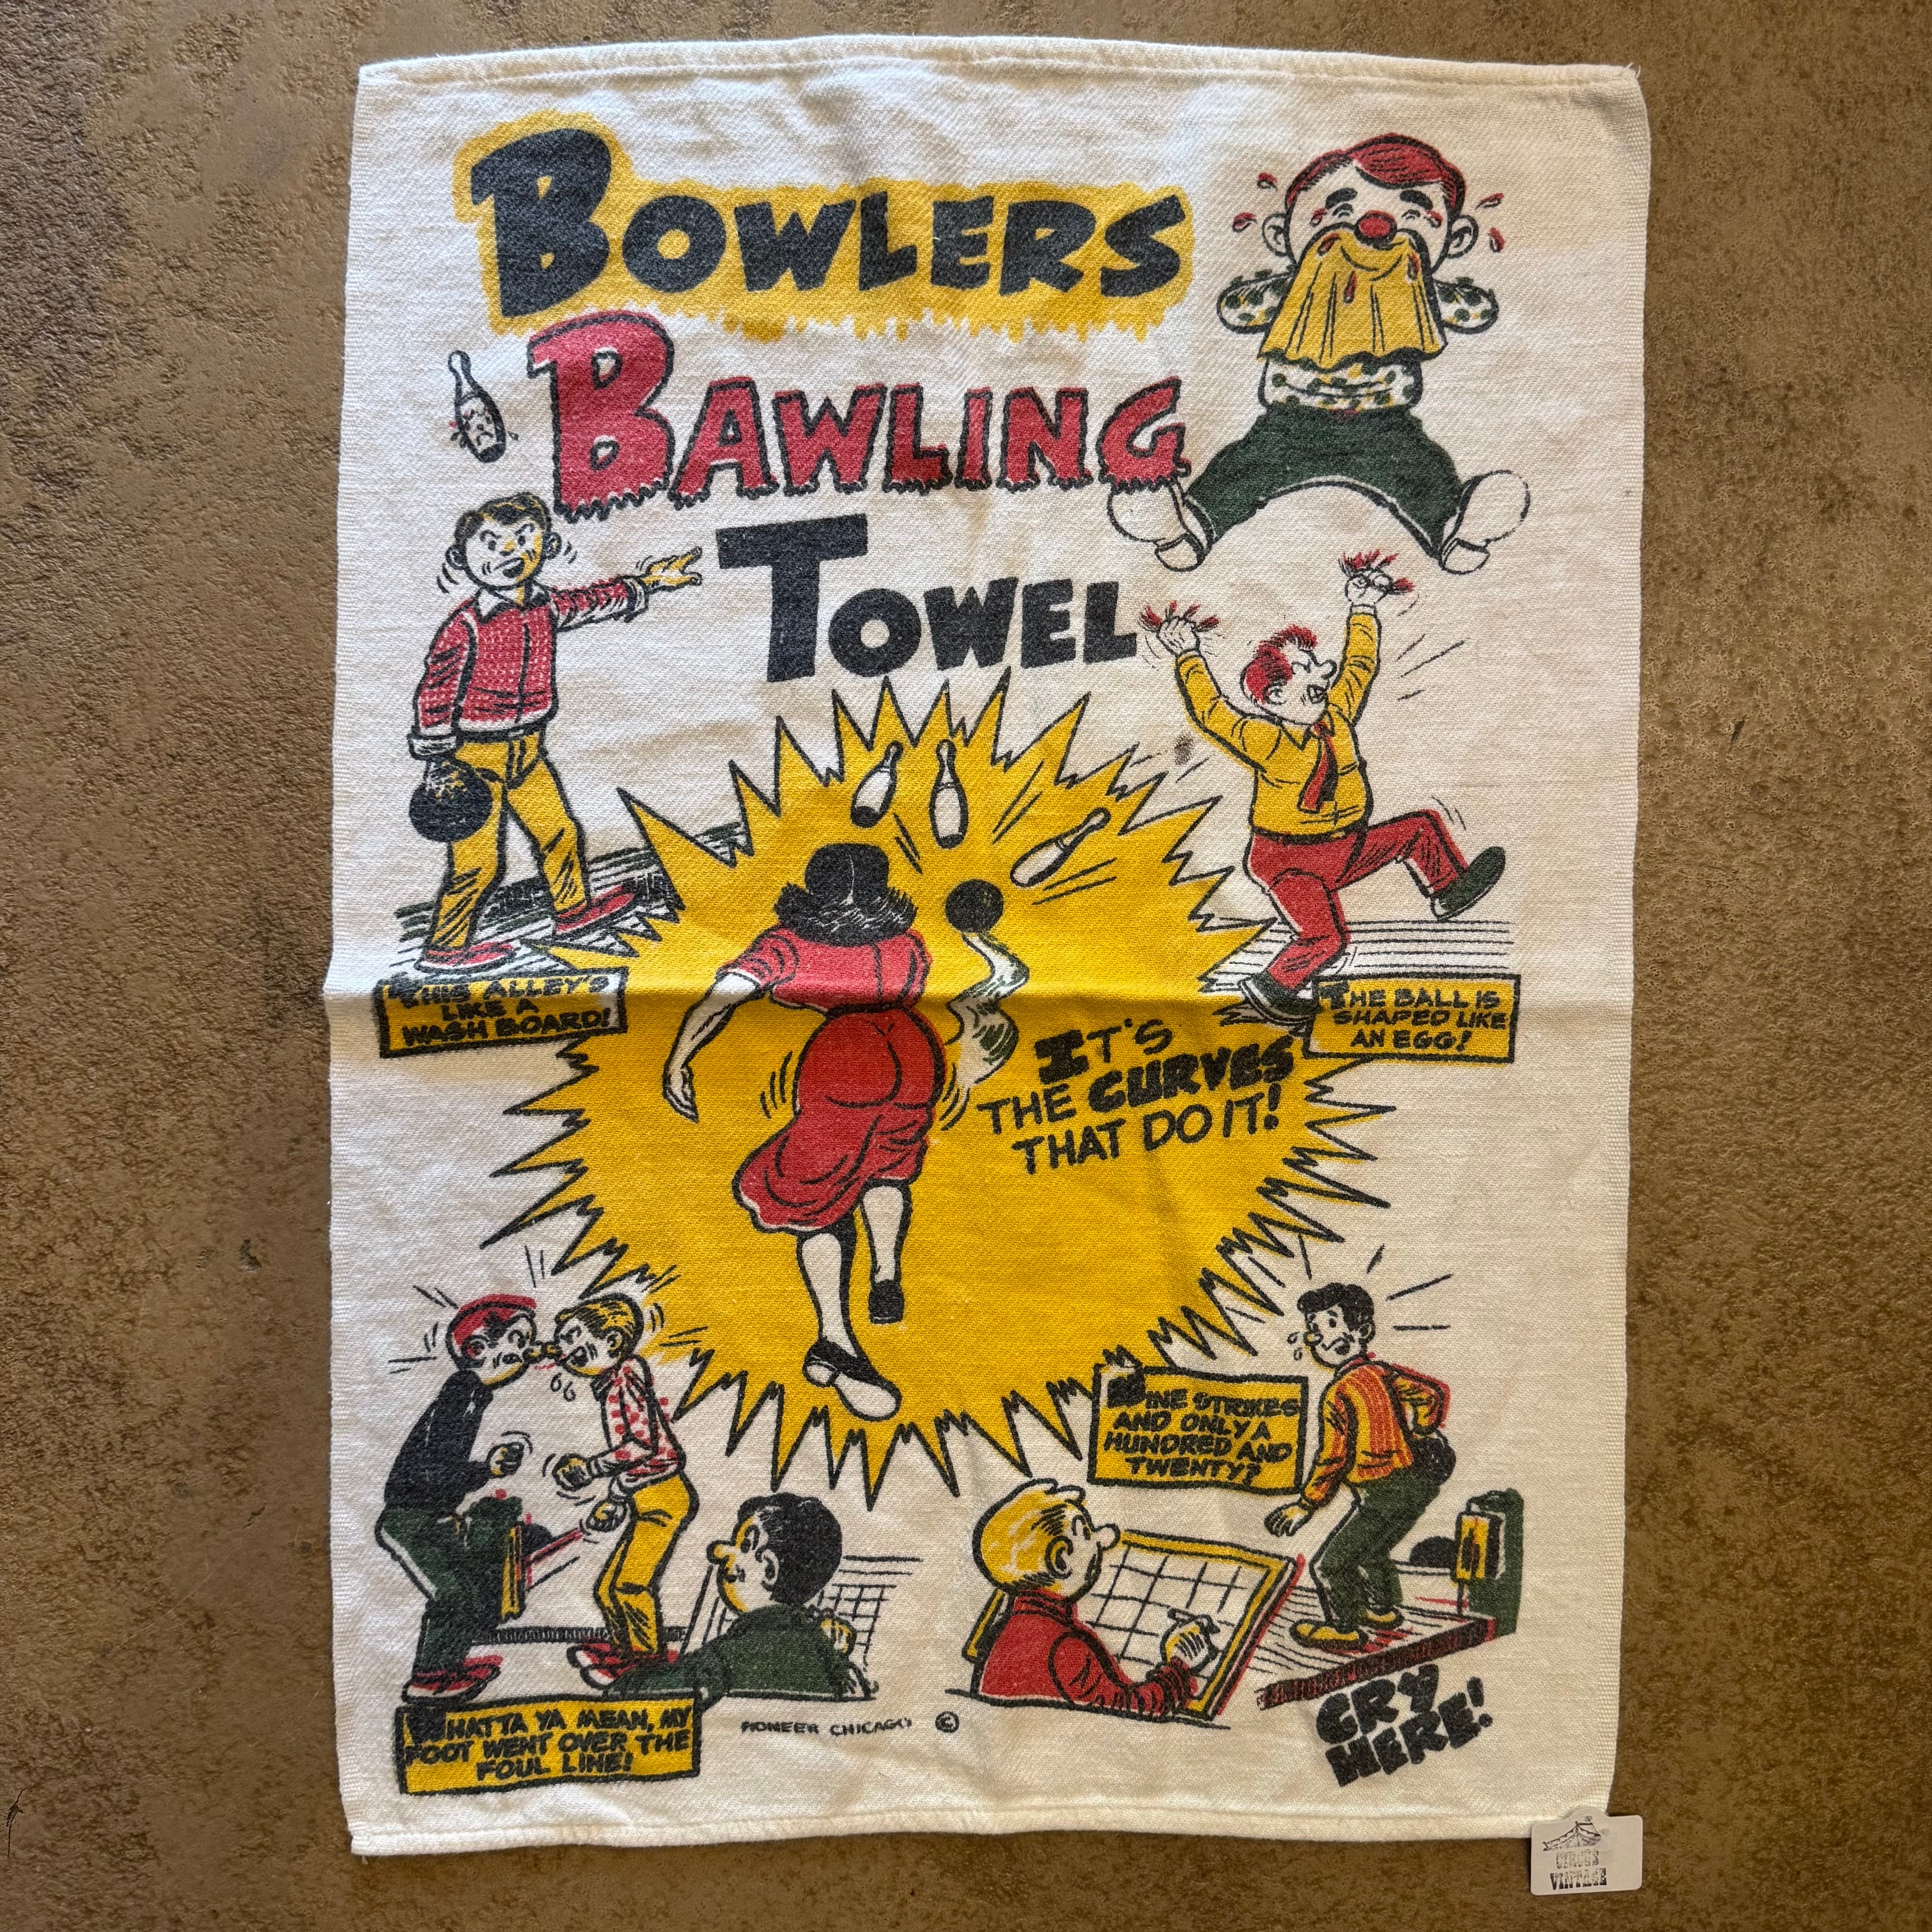 BOWLERS
BAWLING
TOWEL
THIS ALLEY'S
LIKE A
WASH BOARD!
THE BALL IS
SHAPED LIKE
AN EGG!
IT'S
THE CURVES
THAT DO IT!
NINE STRIKES
AND ONLY A
HUNDRED AND
TWENTY?
WHATTA YA MEAN, MY
FOOT WENT OVER THE
FOUL LINE!
PIONEER CHICAGO ©
CRY
HERE!
®
CIRCUS
VINTAGE